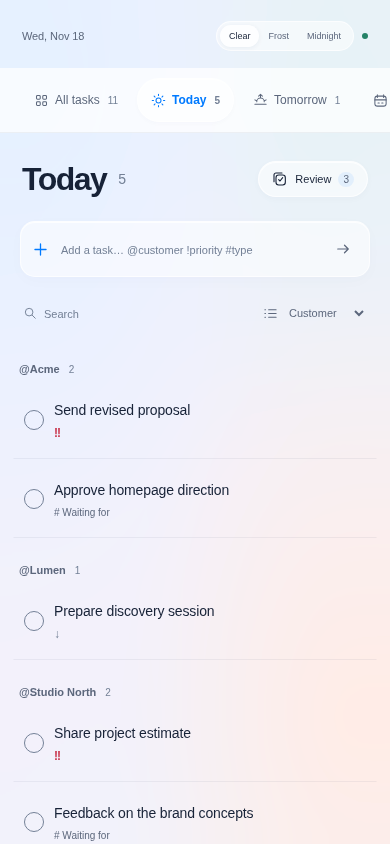 Wed, Nov 18
Clear Frost Midnight
All tasks 11 Today 5 Tomorrow 1
Today 5
Review 3
Add a task… @customer !priority #type
Search
Customer
@Acme 2
Send revised proposal
!!
Approve homepage direction
# Waiting for
@Lumen 1
Prepare discovery session
↓
@Studio North 2
Share project estimate
!!
Feedback on the brand concepts
# Waiting for